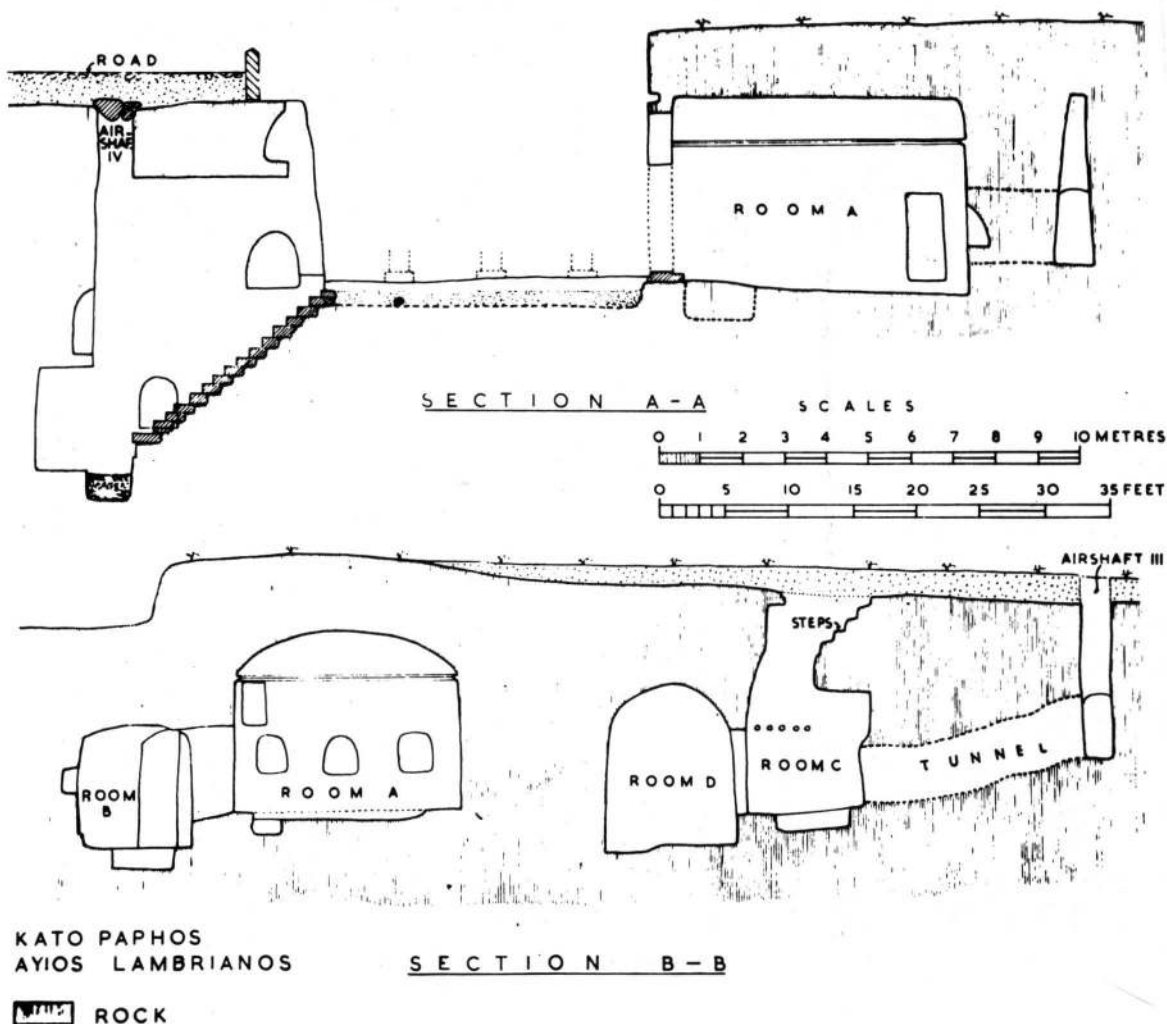 ROAD
AIR-
SHAF
IV
ROOM A
WATER
SECTION A-A
SCALES
0 1 2 3 4 5 6 7 8 9 10 METRES
0 5 10 15 20 25 30 35 FEET
AIRSHAFT III
STEPS
ROOM
B
ROOM A
ROOM D
ROOM C
TUNNEL
KATO PAPHOS
AYIOS LAMBRIANOS
SECTION B-B
ROCK